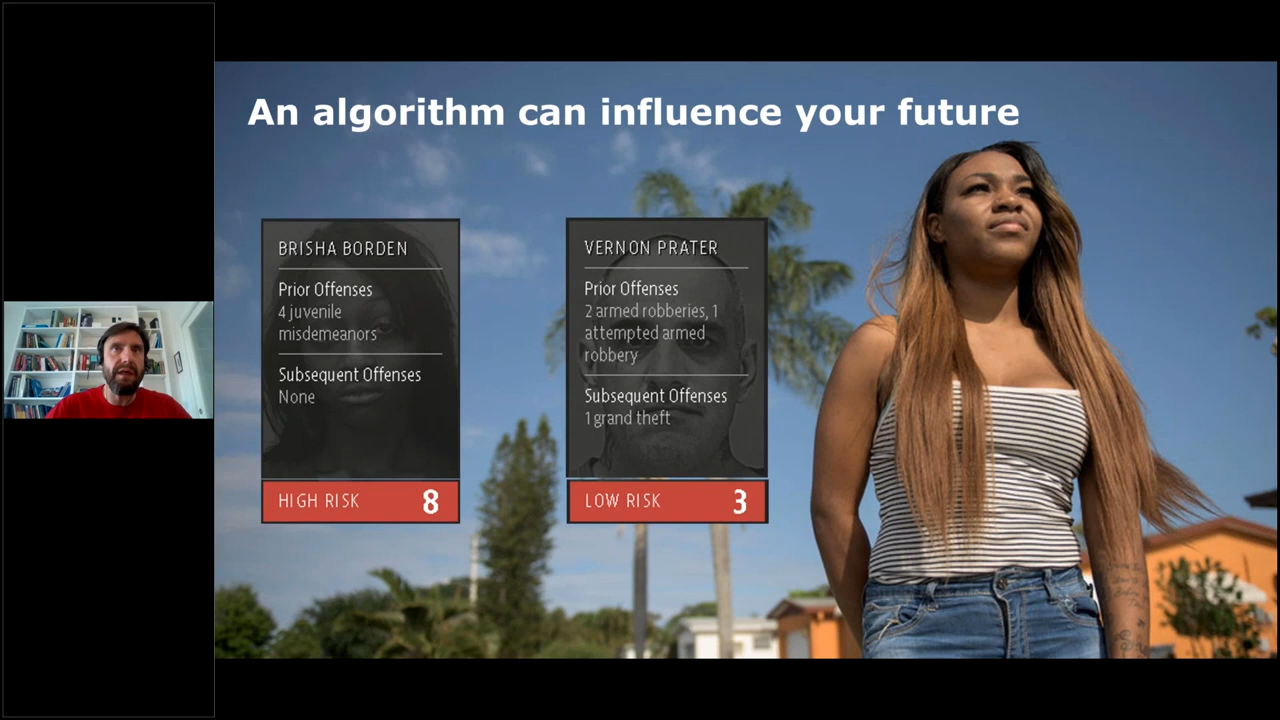 An algorithm can influence your future
BRISHA BORDEN
Prior Offenses
4 juvenile
misdemeanors
Subsequent Offenses
None
HIGH RISK 8
VERNON PRATER
Prior Offenses
2 armed robberies, 1
attempted armed
robbery
Subsequent Offenses
1 grand theft
LOW RISK 3